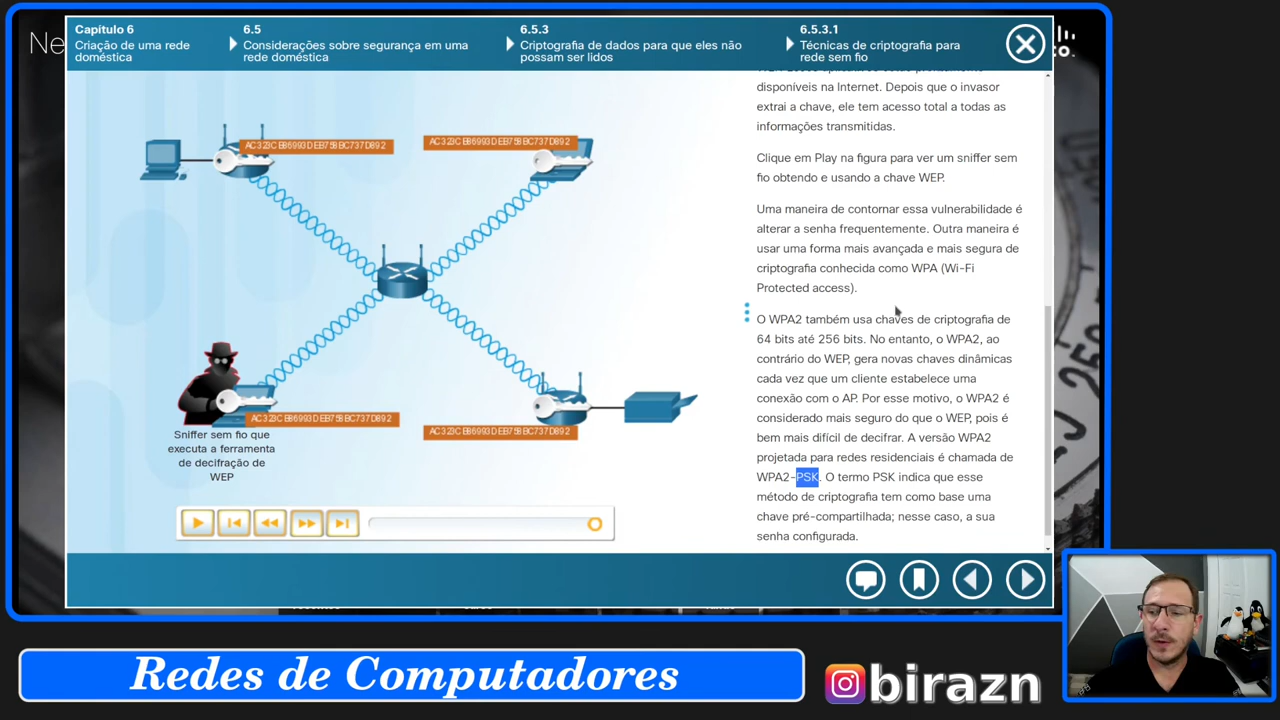 Ne
Capítulo 6
Criação de uma rede
doméstica
6.5
Considerações sobre segurança em uma
rede doméstica
6.5.3
Criptografia de dados para que eles não
possam ser lidos
6.5.3.1
Técnicas de criptografia para
rede sem fio
co.
disponíveis na Internet. Depois que o invasor
extrai a chave, ele tem acesso total a todas as
informações transmitidas.
Clique em Play na figura para ver um sniffer sem
fio obtendo e usando a chave WEP.
Uma maneira de contornar essa vulnerabilidade é
alterar a senha frequentemente. Outra maneira é
usar uma forma mais avançada e mais segura de
criptografia conhecida como WPA (Wi-Fi
Protected access).
O WPA2 também usa chaves de criptografia de
64 bits até 256 bits. No entanto, o WPA2, ao
contrário do WEP, gera novas chaves dinâmicas
cada vez que um cliente estabelece uma
conexão com o AP. Por esse motivo, o WPA2 é
considerado mais seguro do que o WEP, pois é
bem mais difícil de decifrar. A versão WPA2
projetada para redes residenciais é chamada de
WPA2-PSK. O termo PSK indica que esse
método de criptografia tem como base uma
chave pré-compartilhada; nesse caso, a sua
senha configurada.
AC323CB86993DEB758BC737D892
AC323CB86993DEB758BC737D892
AC323CB86993DEB758BC737D892
AC323CB86993DEB758BC737D892
Sniffer sem fio que
executa a ferramenta
de decifração de
WEP
Redes de Computadores
birazn